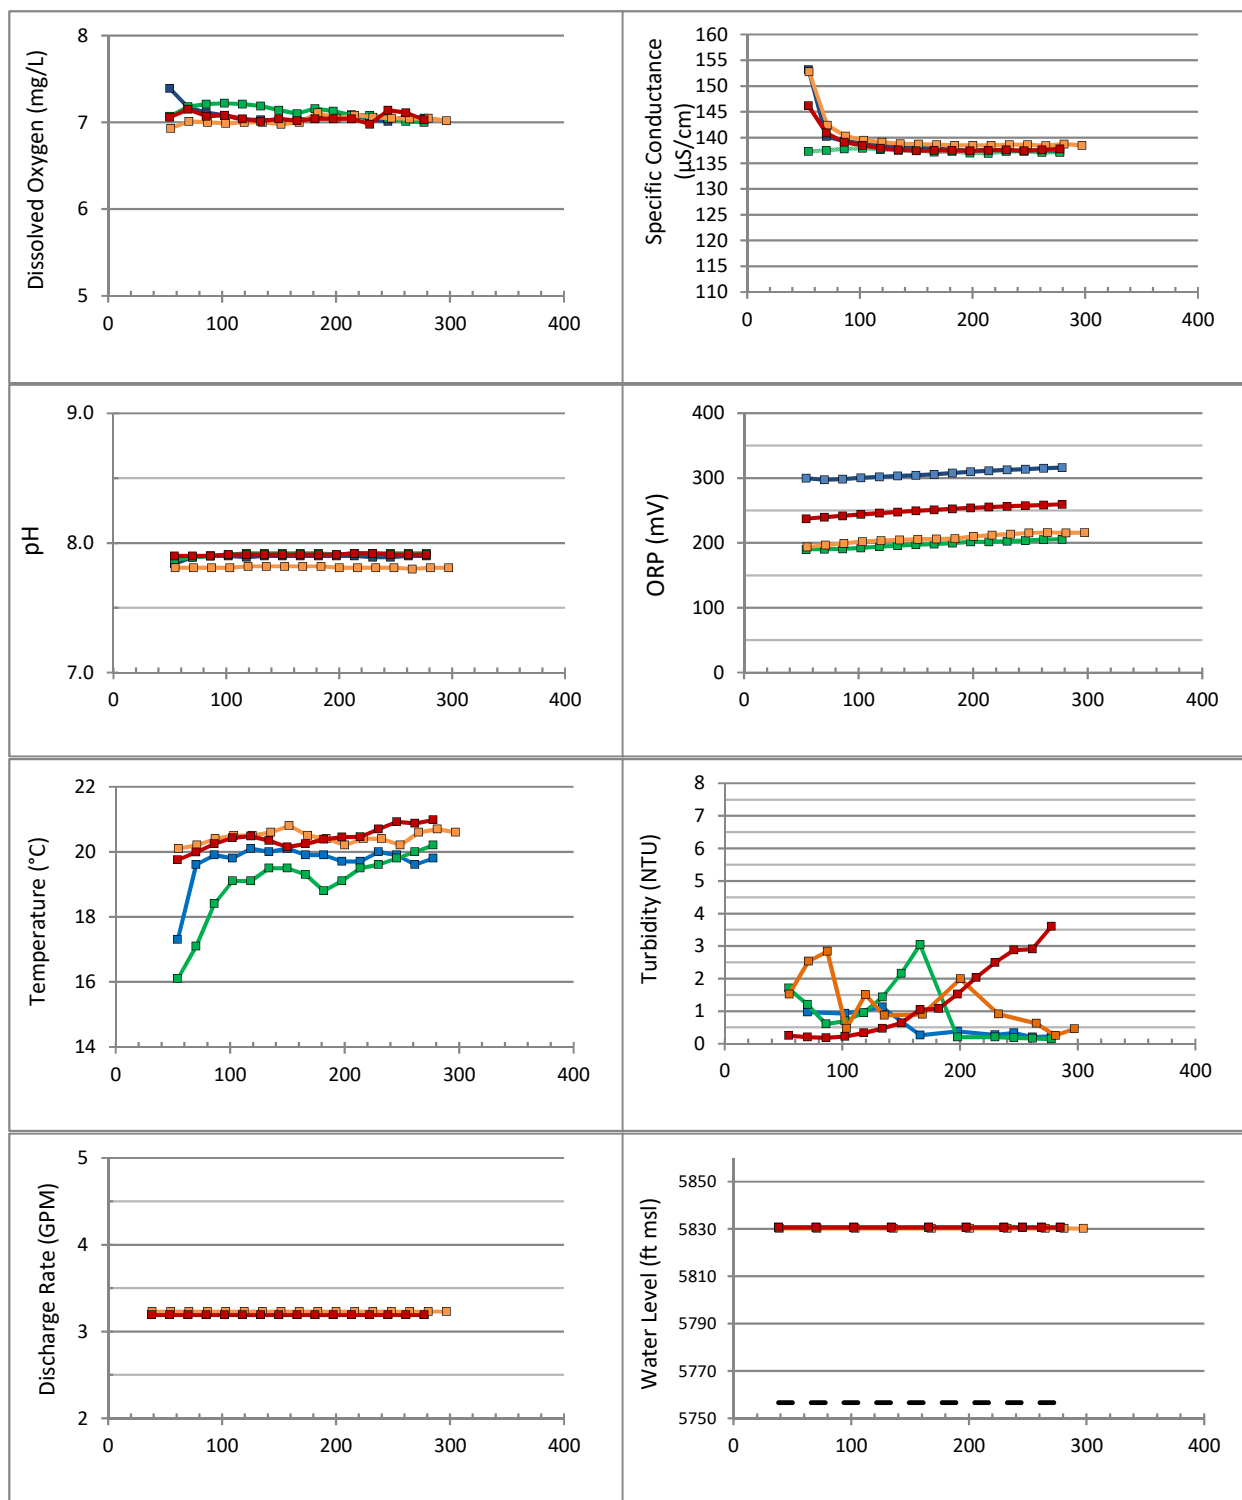 Dissolved Oxygen (mg/L)
8
7
6
5
0 100 200 300 400
Specific Conductance
(µS/cm)
160
155
150
145
140
135
130
125
120
115
110
0 100 200 300 400
pH
9.0
8.0
7.0
0 100 200 300 400
ORP (mV)
400
300
200
100
0
0 100 200 300 400
Temperature (°C)
22
20
18
16
14
0 100 200 300 400
Turbidity (NTU)
8
7
6
5
4
3
2
1
0
0 100 200 300 400
Discharge Rate (GPM)
5
4
3
2
0 100 200 300 400
Water Level (ft msl)
5850
5830
5810
5790
5770
5750
0 100 200 300 400